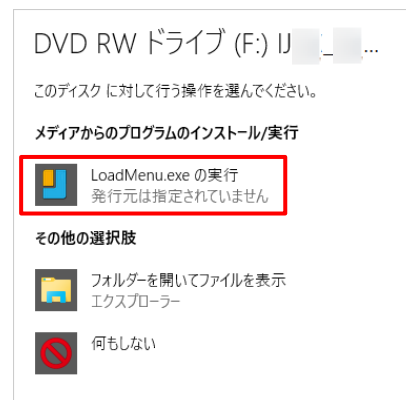 DVD RW ドライブ (F:) IJ _ ...
このディスク に対して行う操作を選んでください。
メディアからのプログラムのインストール/実行
LoadMenu.exe の実行
発行元は指定されていません
その他の選択肢
フォルダーを開いてファイルを表示
エクスプローラー
何もしない